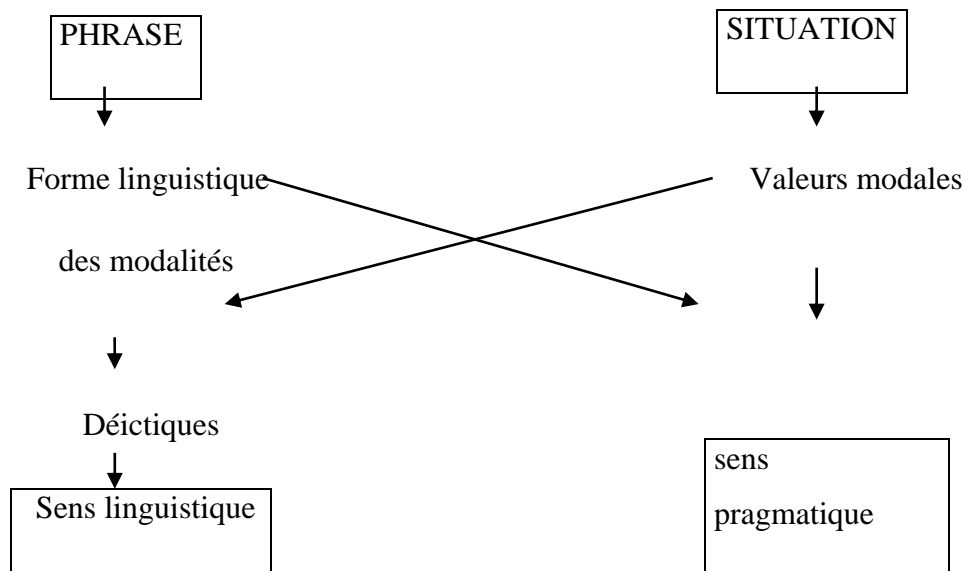 PHRASE
SITUATION
Forme linguistique
Valeurs modales
des modalités
Déictiques
sens
pragmatique
Sens linguistique